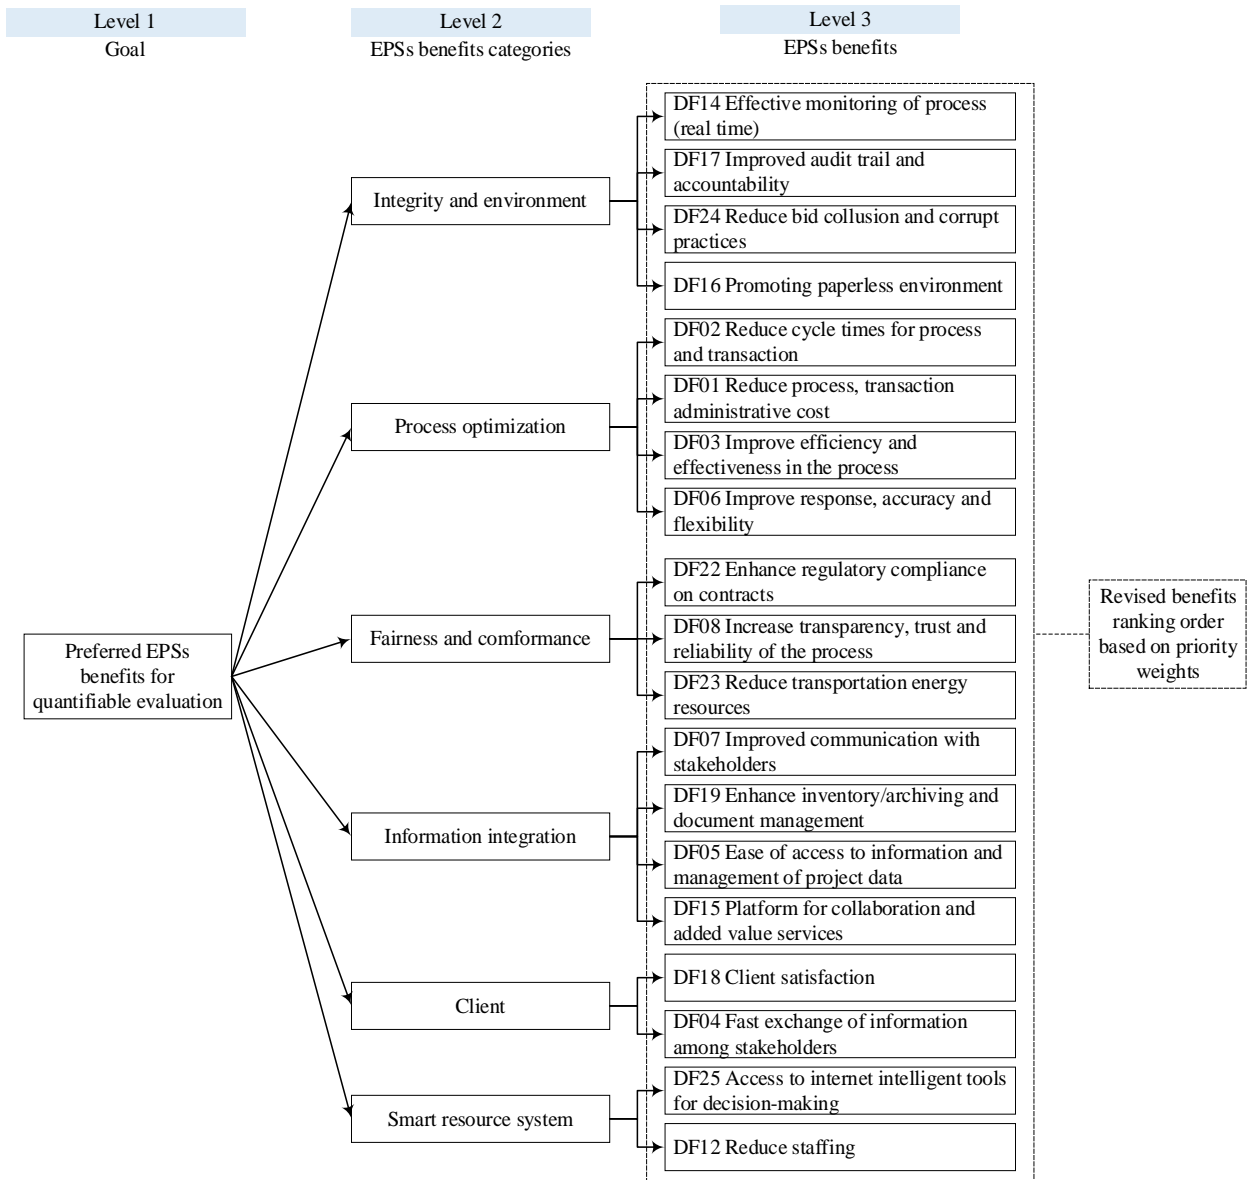 Level 1
Goal
Level 2
EPSs benefits categories
Level 3
EPSs benefits
Preferred EPSs
benefits for
quantifiable evaluation
Integrity and environment
DF14 Effective monitoring of process
(real time)
DF17 Improved audit trail and
accountability
DF24 Reduce bid collusion and corrupt
practices
DF16 Promoting paperless environment
Process optimization
DF02 Reduce cycle times for process
and transaction
DF01 Reduce process, transaction
administrative cost
DF03 Improve efficiency and
effectiveness in the process
DF06 Improve response, accuracy and
flexibility
Fairness and comformance
DF22 Enhance regulatory compliance
on contracts
DF08 Increase transparency, trust and
reliability of the process
DF23 Reduce transportation energy
resources
Information integration
DF07 Improved communication with
stakeholders
DF19 Enhance inventory/archiving and
document management
DF05 Ease of access to information and
management of project data
DF15 Platform for collaboration and
added value services
Client
DF18 Client satisfaction
DF04 Fast exchange of information
among stakeholders
Smart resource system
DF25 Access to internet intelligent tools
for decision-making
DF12 Reduce staffing
Revised benefits
ranking order
based on priority
weights